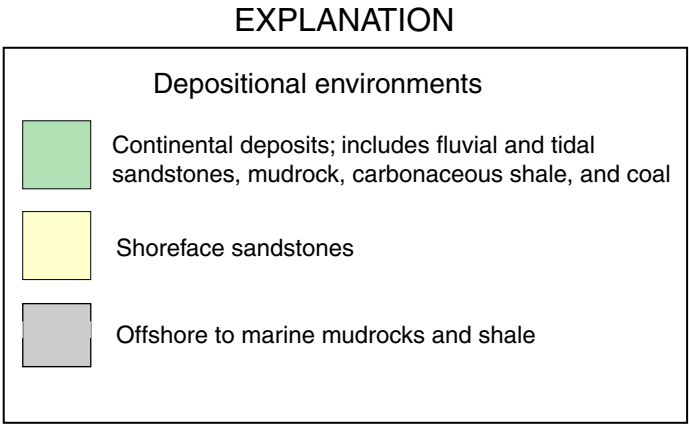 EXPLANATION
Depositional environments
Continental deposits; includes fluvial and tidal
sandstones, mudrock, carbonaceous shale, and coal
Shoreface sandstones
Offshore to marine mudrocks and shale